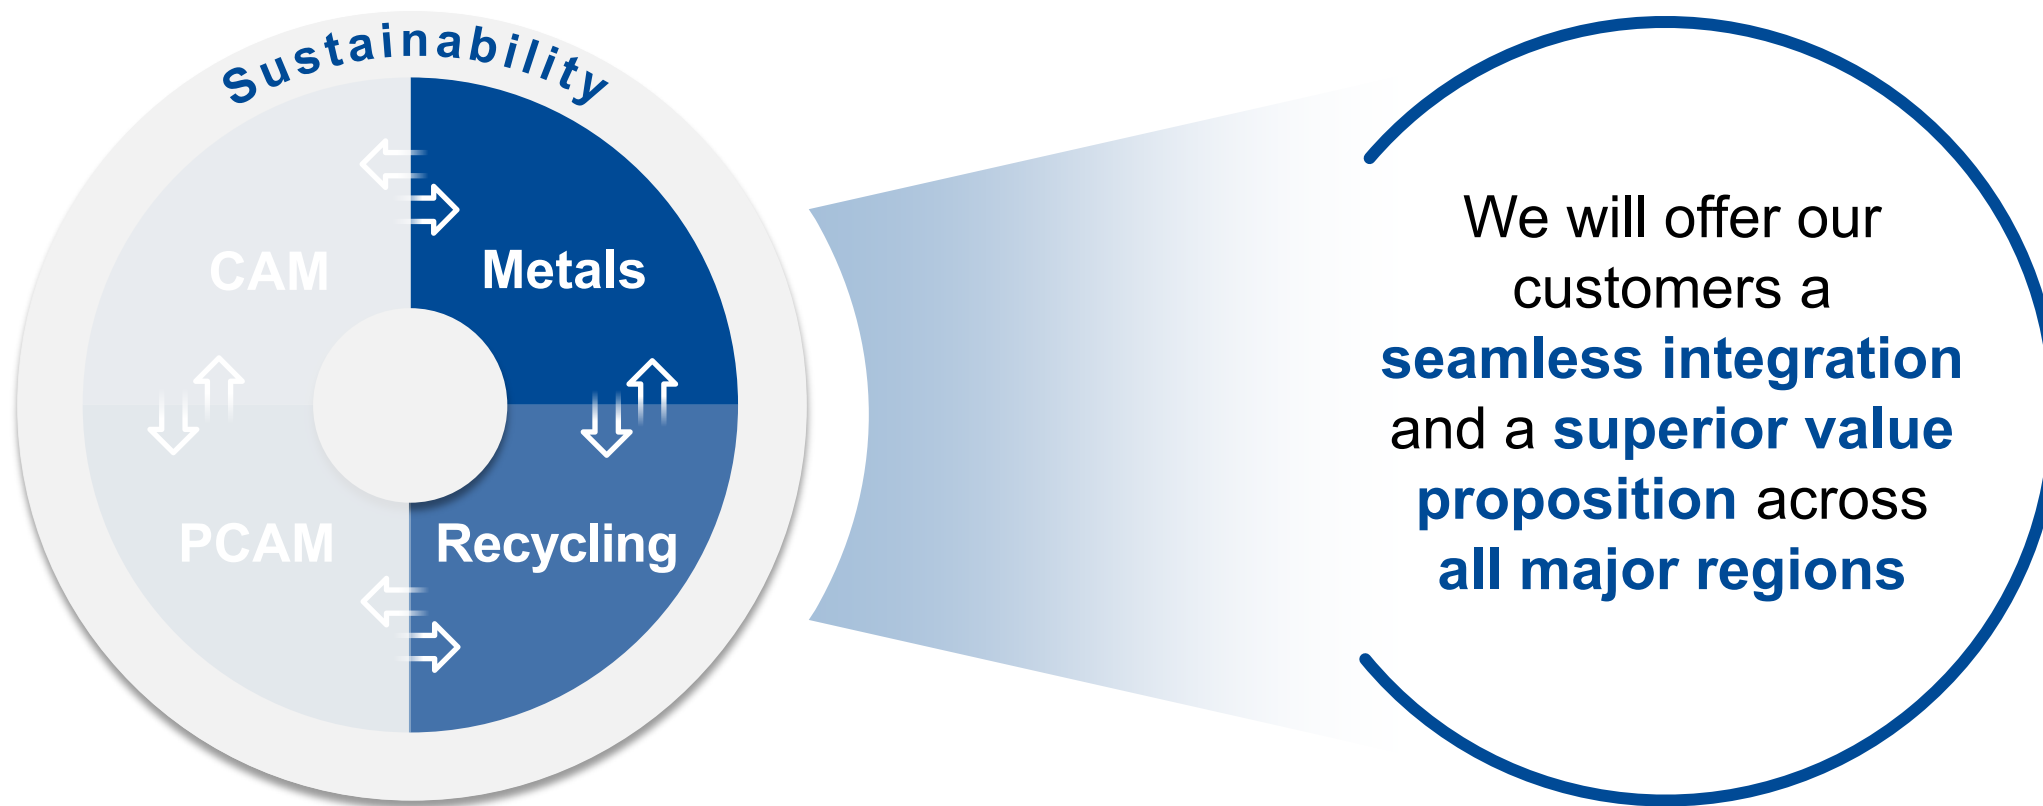 Sustainability
CAM
Metals
PCAM
Recycling
We will offer our
customers a
seamless integration
and a superior value
proposition across
all major regions